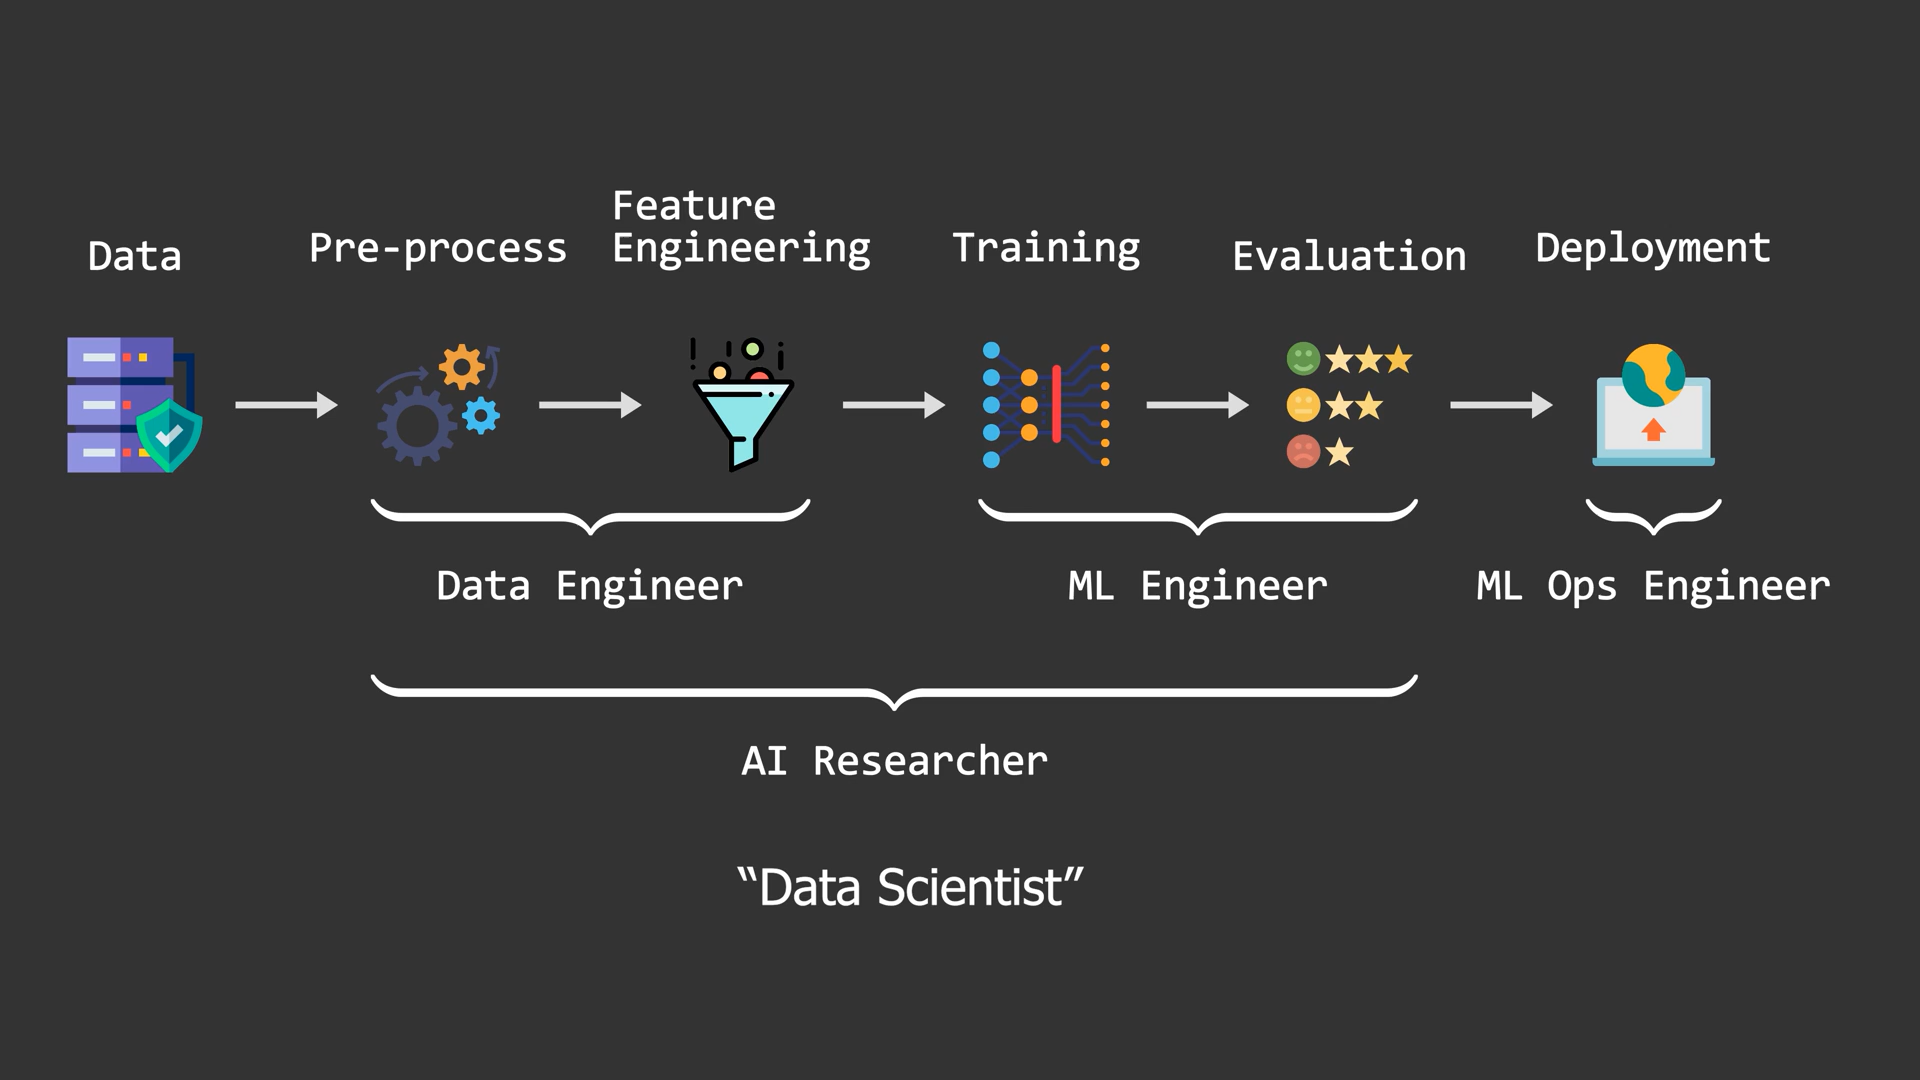 Data
Pre-process
Feature
Engineering
Training
Evaluation
Deployment
Data Engineer
ML Engineer
ML Ops Engineer
AI Researcher
“Data Scientist”